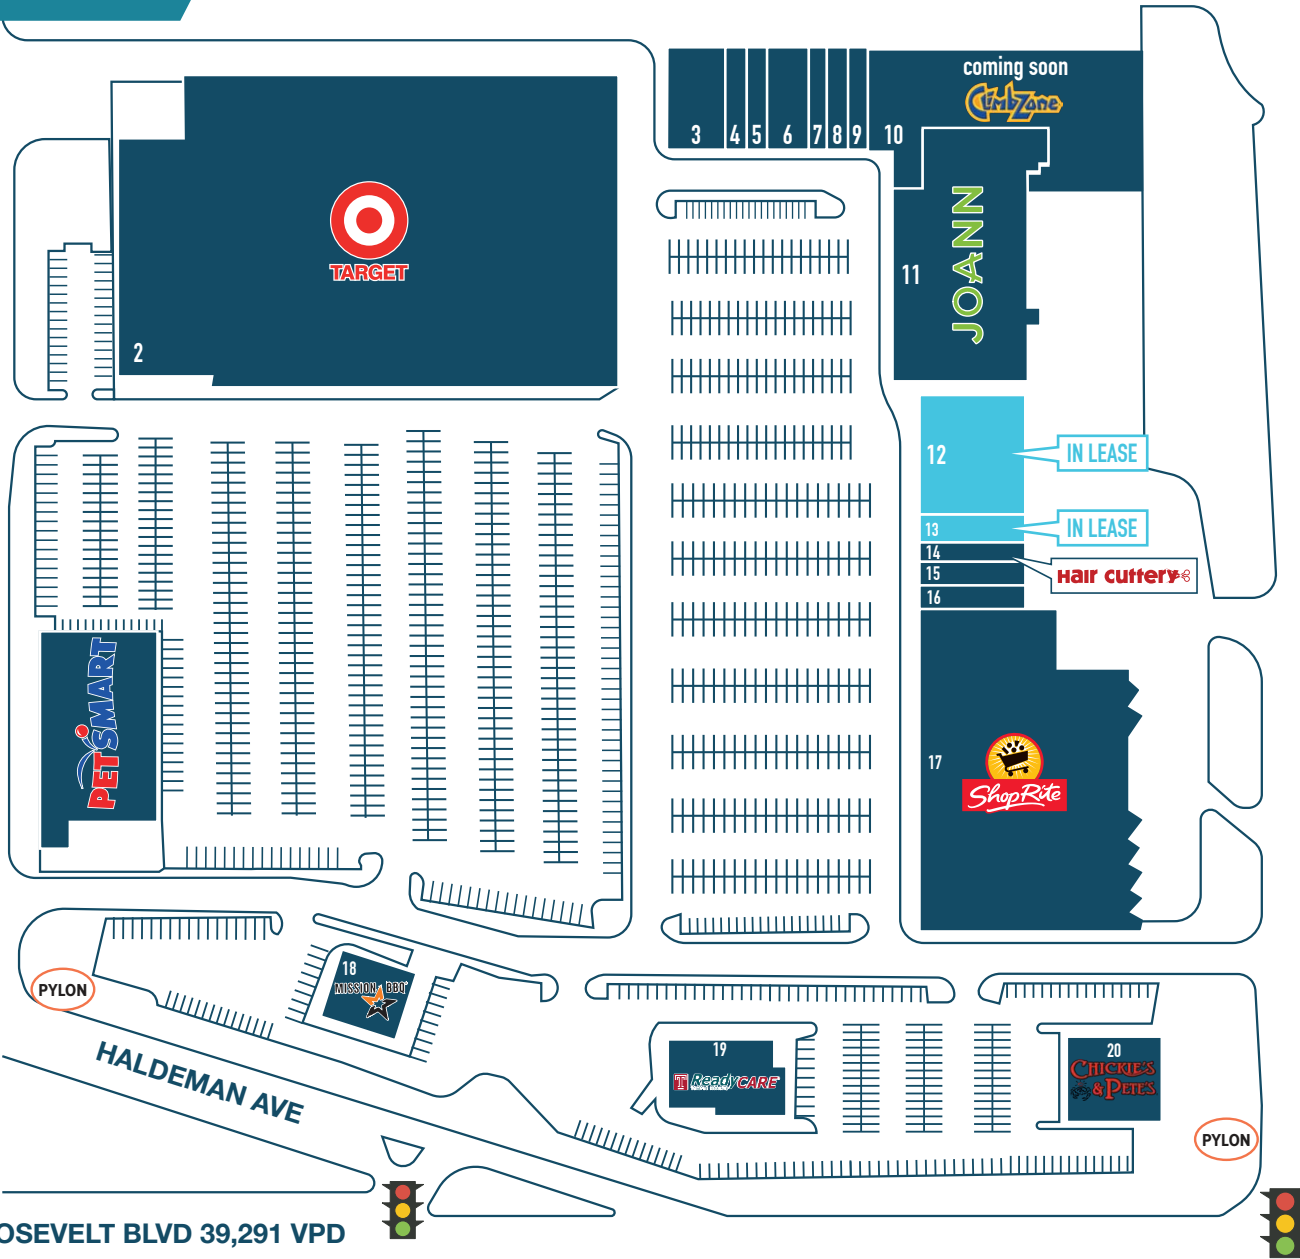 coming soon
ClimbZone
3
4
5
6
7
8
9
10
TARGET
JOANN
11
2
12
IN LEASE
13
IN LEASE
14
Hair cuttery
15
16
PETSMART
17
ShopRite
18
MISSION BBQ
PYLON
HALDEMAN AVE
19
T ReadyCARE
20
CHICKIE'S
& PETE'S
PYLON
OSEVELT BLVD 39,291 VPD